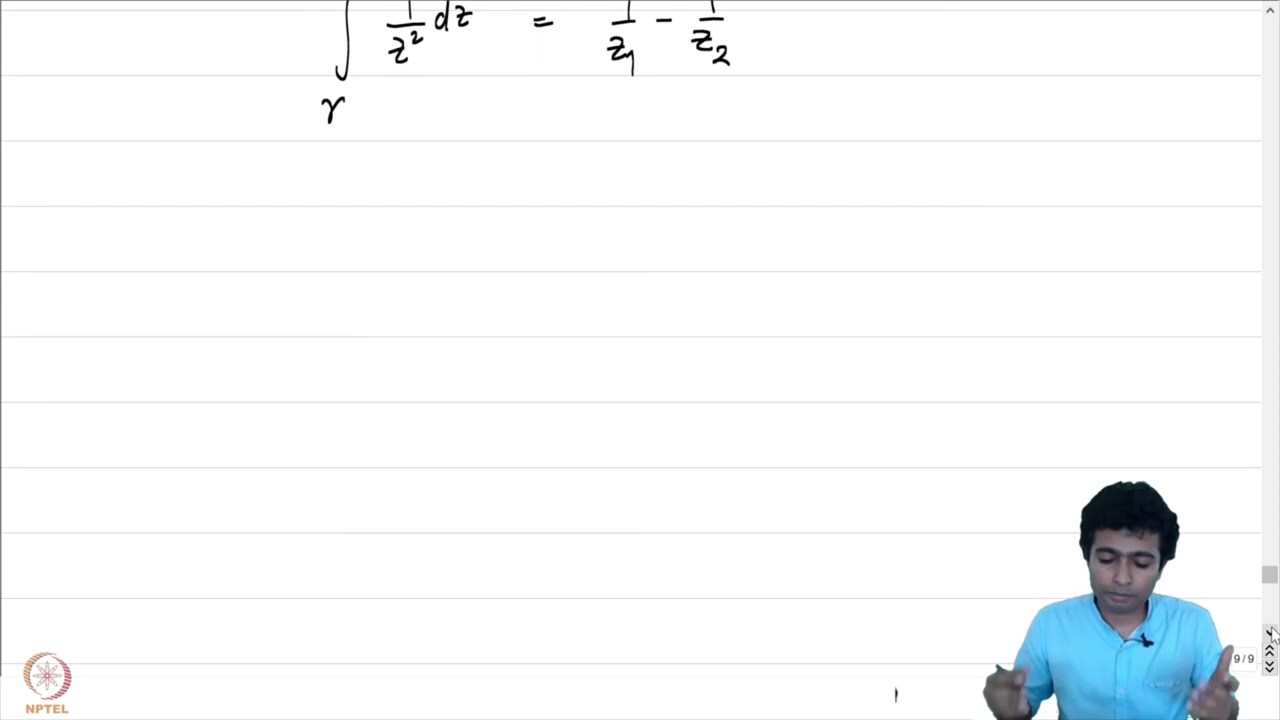 ∫_γ 1/z² dz = 1/z₁ − 1/z₂
9 / 9
NPTEL